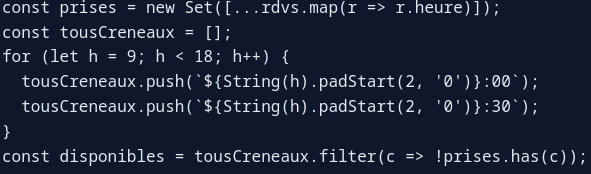 const prises = new Set([...rdvs.map(r => r.heure)]);
const tousCreneaux = [];
for (let h = 9; h < 18; h++) {
  tousCreneaux.push(`${String(h).padStart(2, '0')}:00`);
  tousCreneaux.push(`${String(h).padStart(2, '0')}:30`);
}
const disponibles = tousCreneaux.filter(c => !prises.has(c));